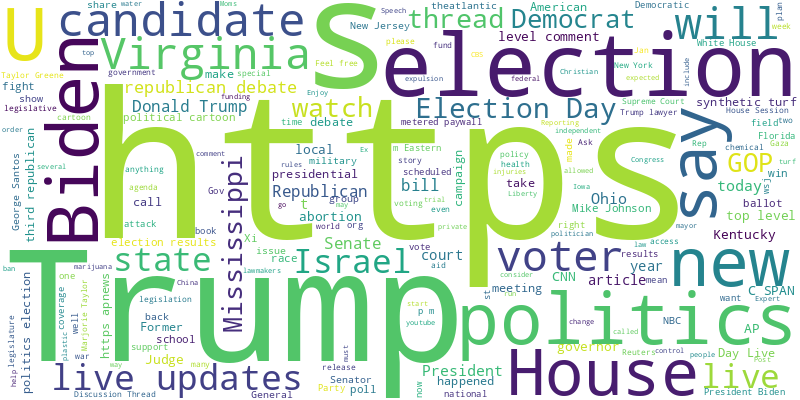 share water theatlantic Democratic plan
U candidate S thread American Democrat will
New Jersey Speech Woms
top please level comment White House week
Taylor Greene Virginia Feel free fund CBS Jan
government make special Election New York include
fight republican debate expulsion Christian expected
show funding Enjoy federal Supreme Court synthetic turf
legislative Donald Trump watch Election Day Trump lawyer House Session
cartoon political cartoon time debate metered paywall Reporting independent field two
order comment https Ask say Rep Florida
third republican Biden several local m Eastern policy made chemical Gaza
George Santos anything rules Ex story health Congress GOP turf
agenda Mississippi military scheduled injuries allowed today wsj win
call Gov presidential campaign take Liberty Iowa Ohio ballot
attack book Republican bill trial Mike Johnson top level
go t may voting even private politician mayor
election results abortion group right Kentucky
Xi world org vote governor law access results
ban state issue Senate court voter year mean new
marijuana race Israel aid meeting CNN article C SPAN
one lawmakers st consider want Expert
https apnews China Trump start run NBC AP
legislature politics election coverage well Marjorie Taylor legislation back p m politics change called
Former youtube Reuters control people Day Live
plastic school must President House governor Post
help war way support Judge many release Senator happened live
live updates Party poll now national President Biden
Discussion Thread General